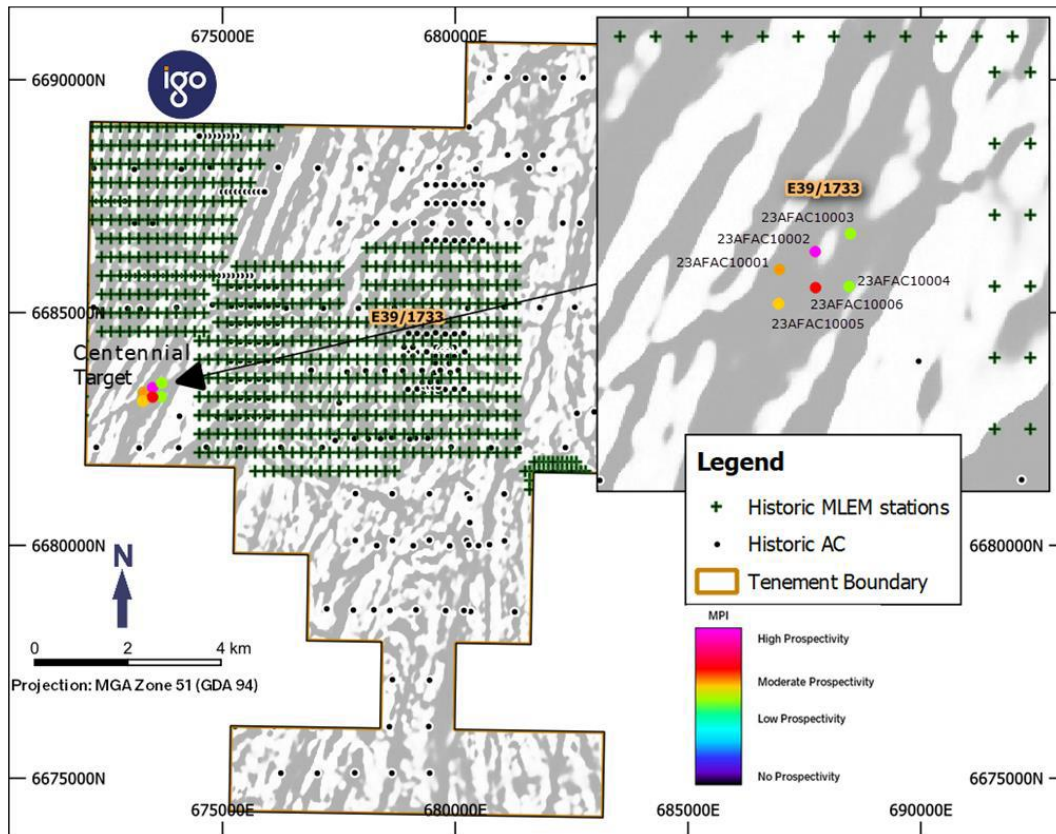 675000E
680000E
6690000N
igo
E39/1733
23AFAC10003
23AFAC10002
23AFAC10001
23AFAC10004
23AFAC10006
23AFAC10005
6685000N
E39/1733
Centennial
Target
Legend
Historic MLEM stations
Historic AC
Tenement Boundary
6680000N
6680000N
N
0 2 4 km
Projection: MGA Zone 51 (GDA 94)
MPI
High Prospectivity
Moderate Prospectivity
Low Prospectivity
No Prospectivity
6675000N
6675000N
675000E
680000E
685000E
690000E